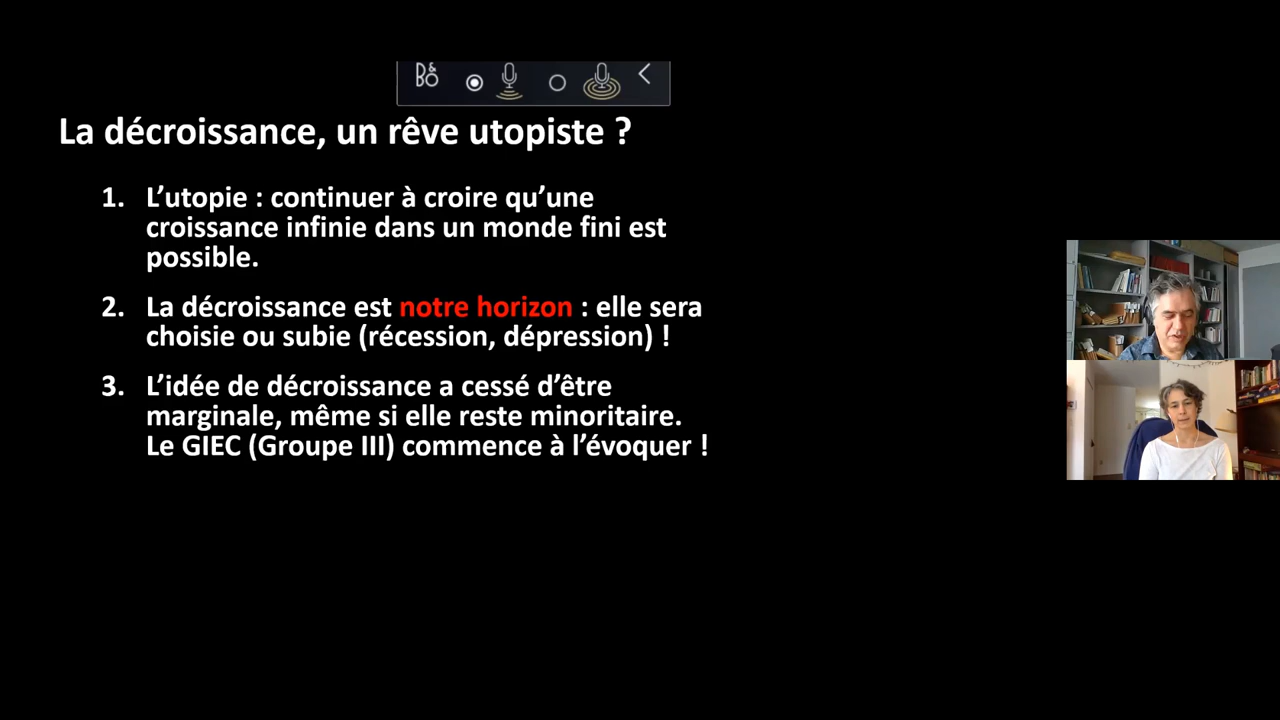 B&O
La décroissance, un rêve utopiste ?
1. L’utopie : continuer à croire qu’une
croissance infinie dans un monde fini est
possible.
2. La décroissance est notre horizon : elle sera
choisie ou subie (récession, dépression) !
3. L’idée de décroissance a cessé d’être
marginale, même si elle reste minoritaire.
Le GIEC (Groupe III) commence à l’évoquer !